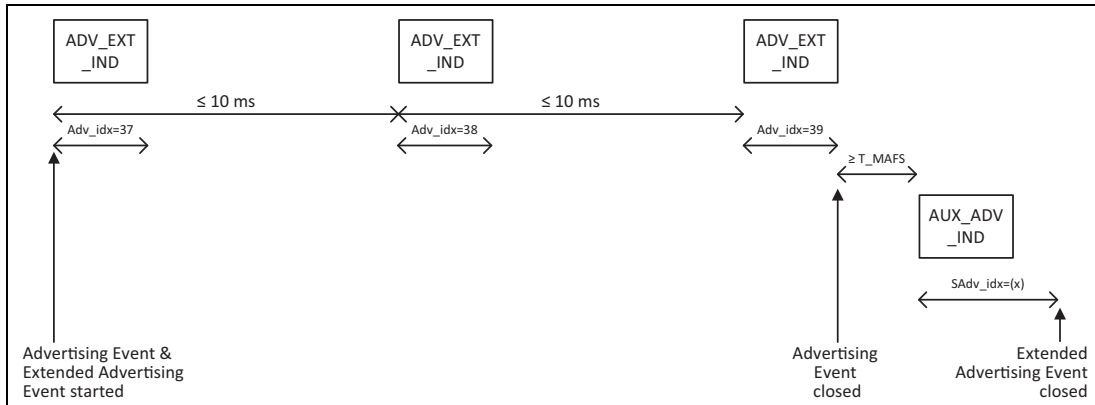 ADV_EXT
_IND
ADV_EXT
_IND
ADV_EXT
_IND
≤ 10 ms
≤ 10 ms
Adv_idx=37
Adv_idx=38
Adv_idx=39
≥ T_MAFS
AUX_ADV
_IND
SAdv_idx=(x)
Advertising Event &
Extended Advertising
Event started
Advertising
Event
closed
Extended
Advertising Event
closed